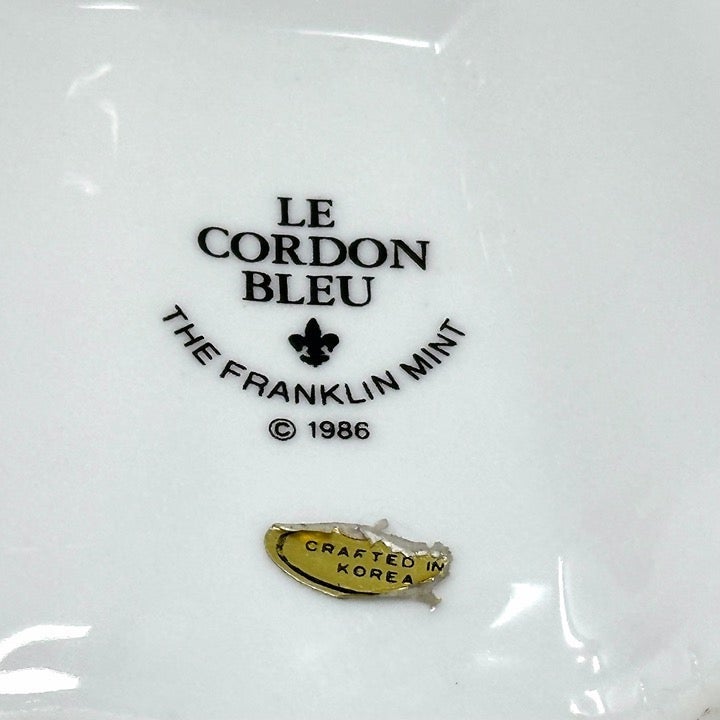 LE
CORDON
BLEU
THE FRANKLIN MINT
© 1986
CRAFTED IN
KOREA